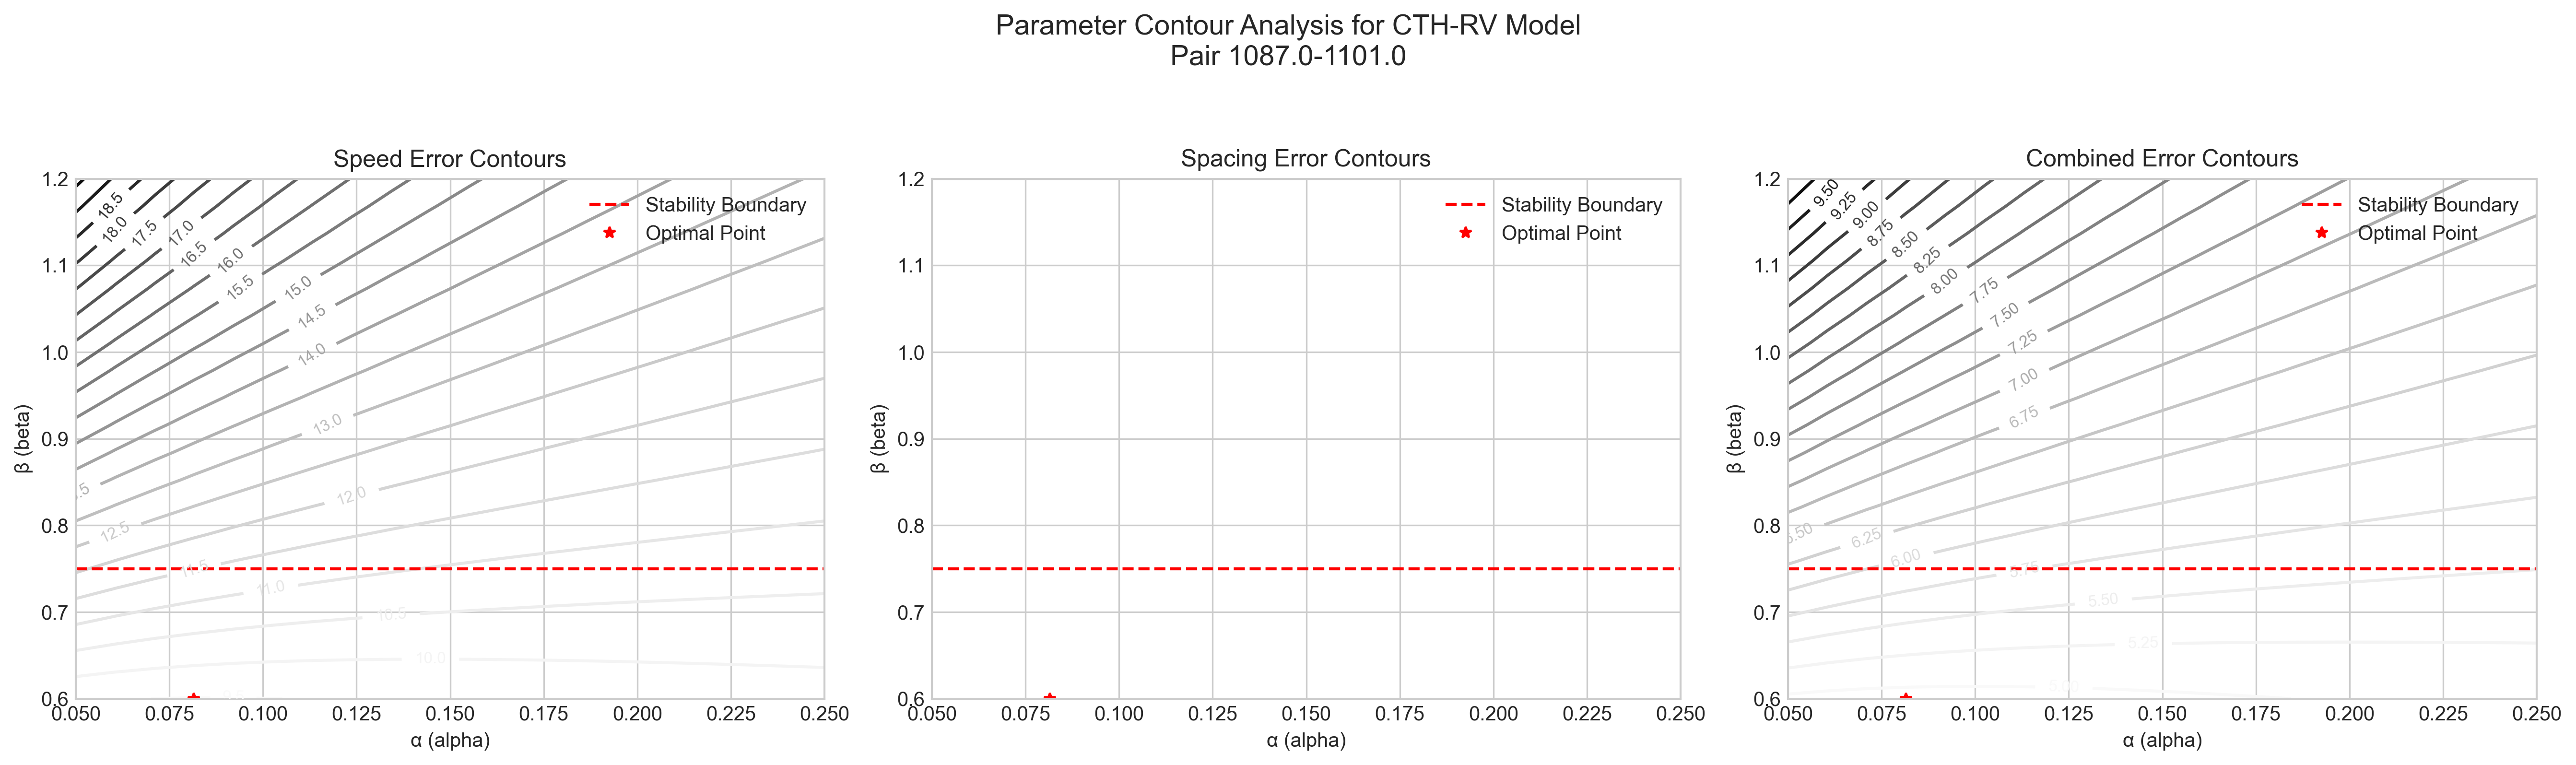 Parameter Contour Analysis for CTH-RV Model
Pair 1087.0-1101.0
Speed Error Contours
β (beta)
1.2
1.1
1.0
0.9
0.8
0.7
0.6
18.5
18.0
17.5
17.0
16.5
16.0
15.5
15.0
14.5
14.0
13.0
.5
12.5
12.0
11.5
11.0
10.5
10.0
Stability Boundary
Optimal Point
0.050 0.075 0.100 0.125 0.150 0.175 0.200 0.225 0.250
α (alpha)
Spacing Error Contours
β (beta)
1.2
1.1
1.0
0.9
0.8
0.7
0.6
Stability Boundary
Optimal Point
0.050 0.075 0.100 0.125 0.150 0.175 0.200 0.225 0.250
α (alpha)
Combined Error Contours
β (beta)
1.2
1.1
1.0
0.9
0.8
0.7
0.6
9.50
9.25
9.00
8.75
8.50
8.25
8.00
7.75
7.50
7.25
7.00
6.75
6.25
6.00
5.75
5.50
5.25
5.00
Stability Boundary
Optimal Point
0.050 0.075 0.100 0.125 0.150 0.175 0.200 0.225 0.250
α (alpha)